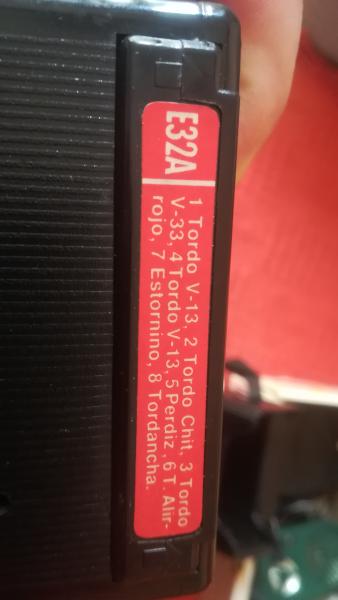 E32A
1 Tordo V-13, 2 Tordo Chit, 3 Tordo
V-33, 4 Tordo V-13, 5 Perdiz, 6 T. Alir-
rojo, 7 Estornino, 8 Tordancha.